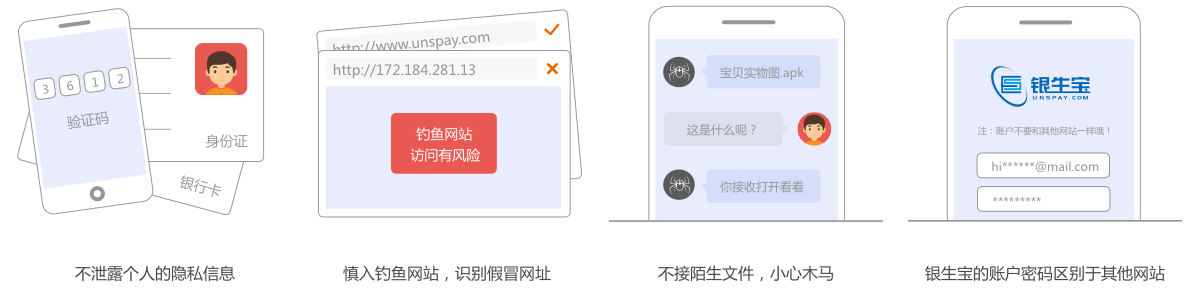 3 6 1 2
验证码
身份证
银行卡
不泄露个人的隐私信息
http://www.unspay.com
http://172.184.281.13
钓鱼网站
访问有风险
慎入钓鱼网站，识别假冒网址
宝贝实物图.apk
这是什么呢？
你接收打开看看
不接陌生文件，小心木马
银生宝
UNSPAY.COM
注：账户不要和其他网站一样哦！
hi******@mail.com
*********
银生宝的账户密码区别于其他网站